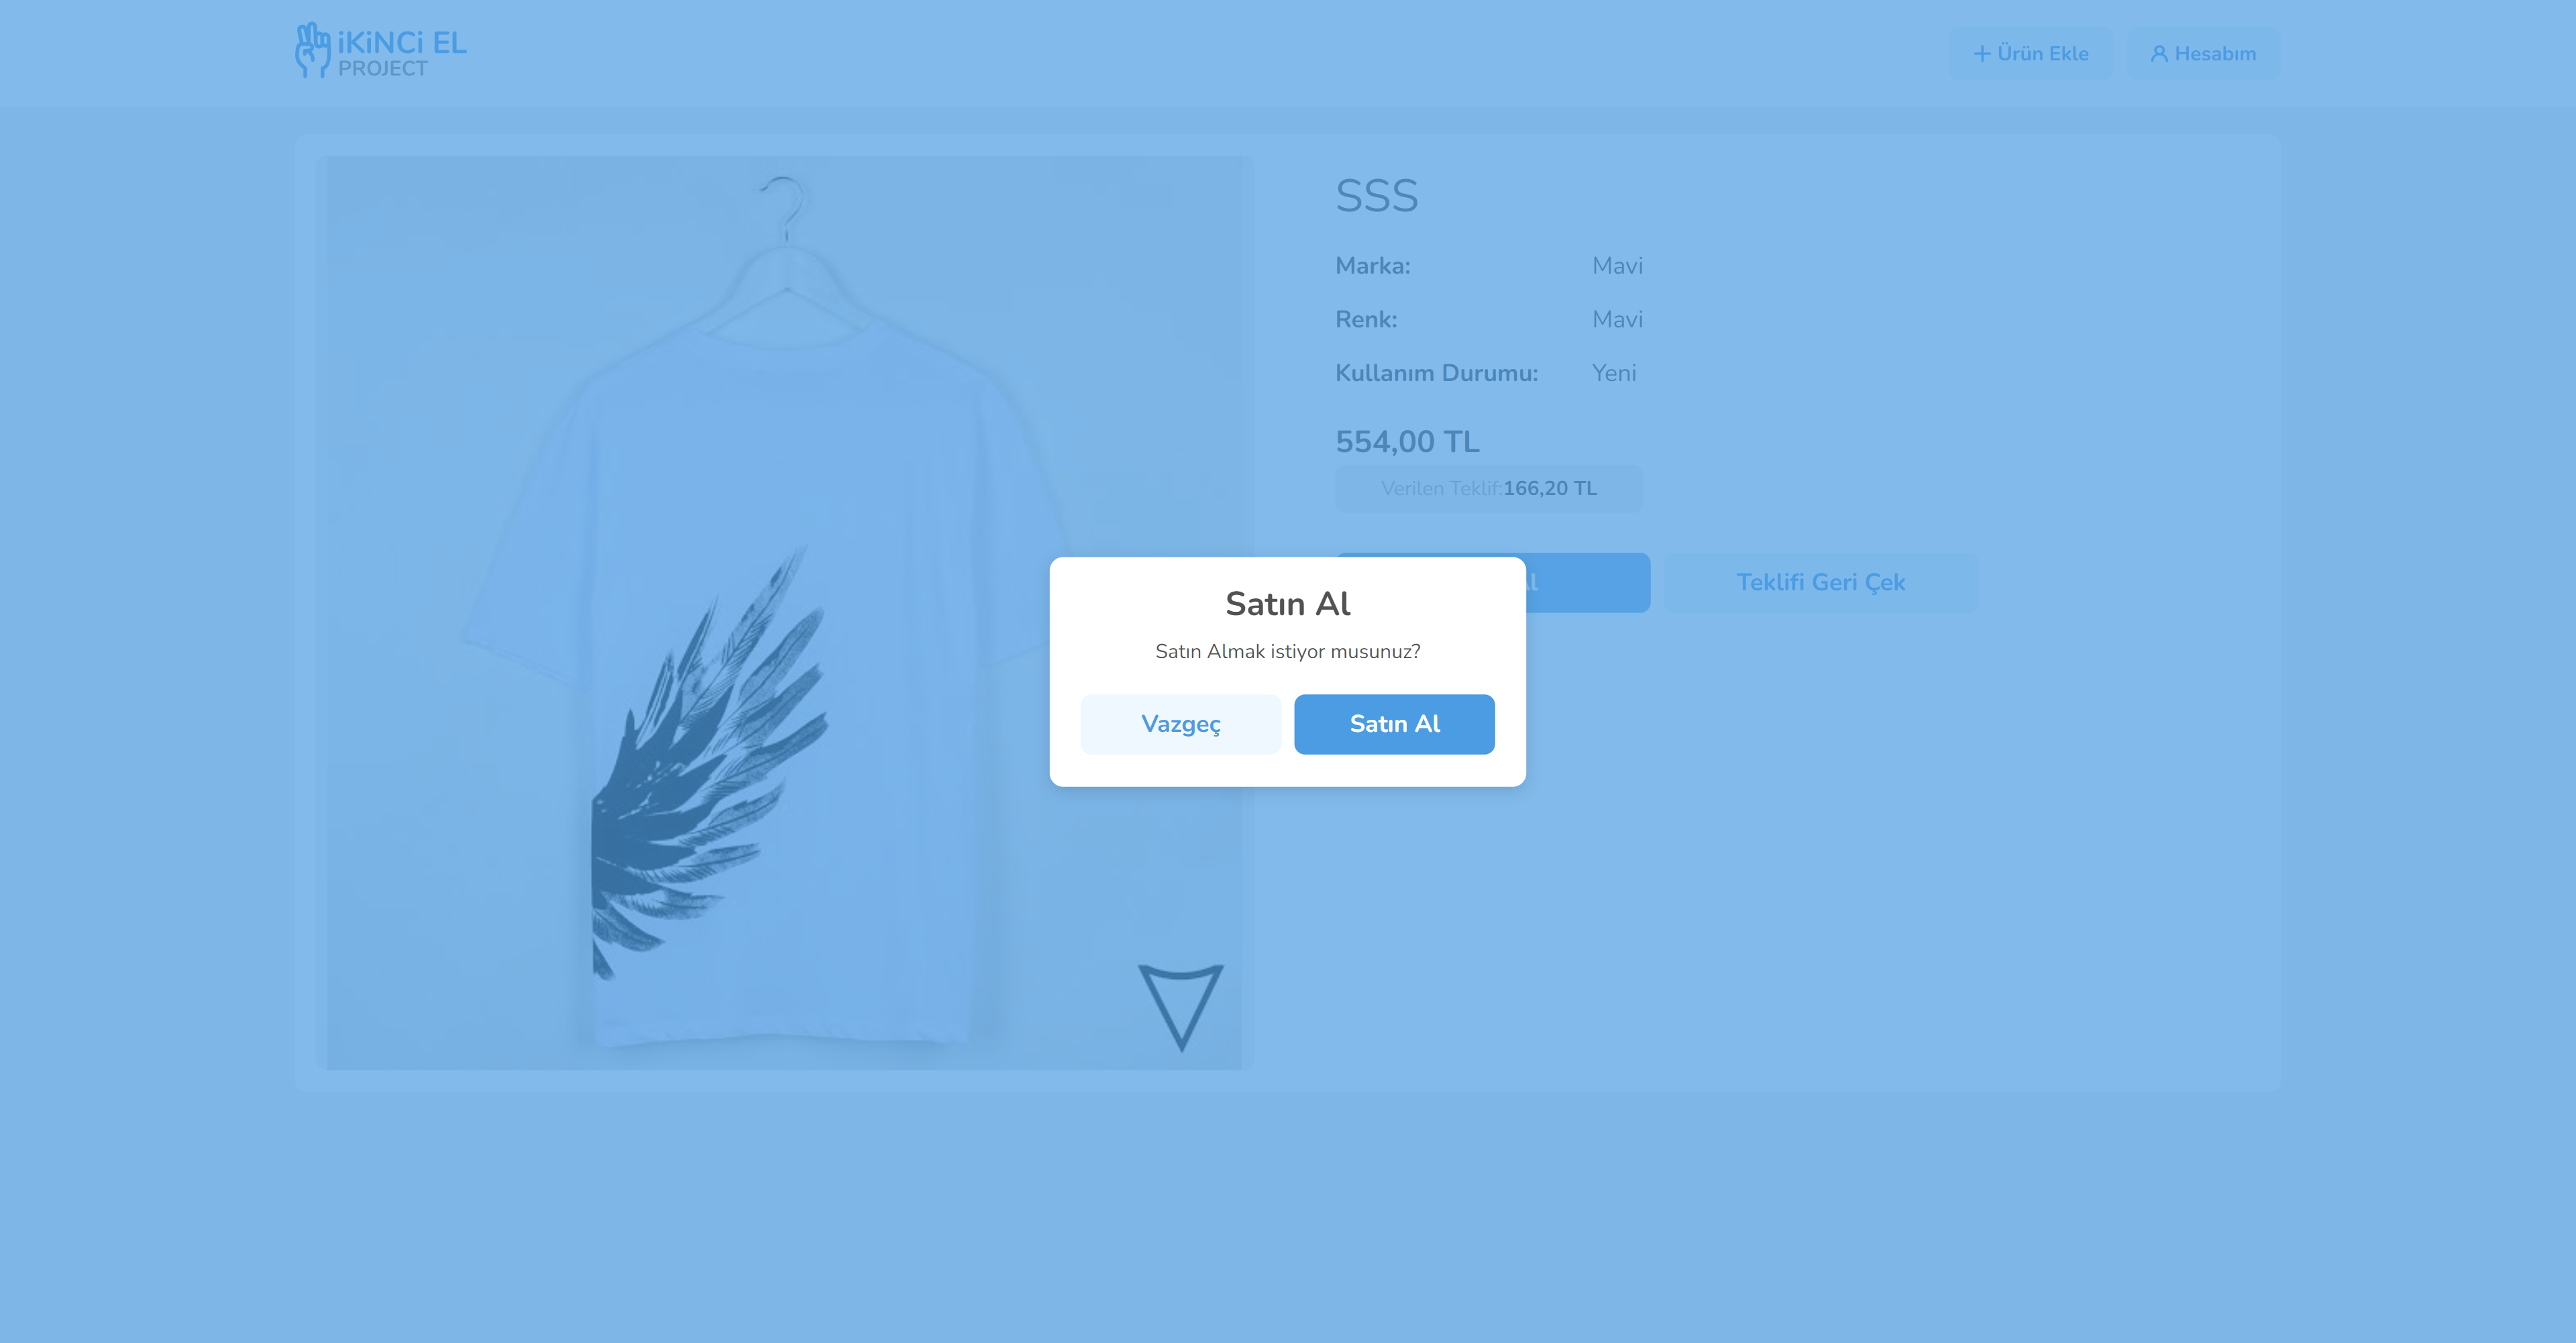 iKiNCi EL
PROJECT
Ürün Ekle
Hesabım
SSS
Marka: Mavi
Renk: Mavi
Kullanım Durumu: Yeni
554,00 TL
Verilen Teklif:166,20 TL
Teklifi Geri Çek
Satın Al
Satın Almak istiyor musunuz?
Vazgeç
Satın Al